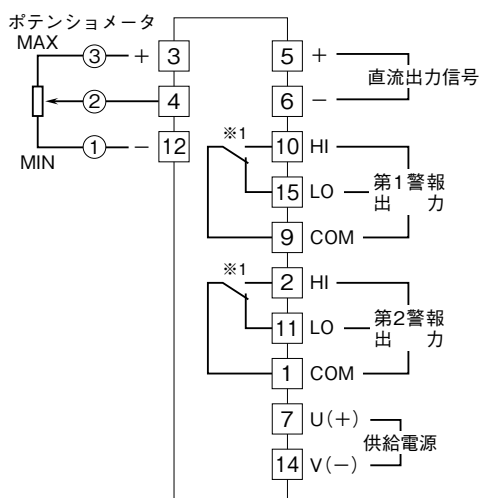 ポテンショメータ
MAX
③ + 3
② 4
① − 12
MIN
5 +
6 −
直流出力信号
※1
10 HI
15 LO
9 COM
第1警報
出 力
※1
2 HI
11 LO
1 COM
第2警報
出 力
7 U(+)
14 V(−)
供給電源